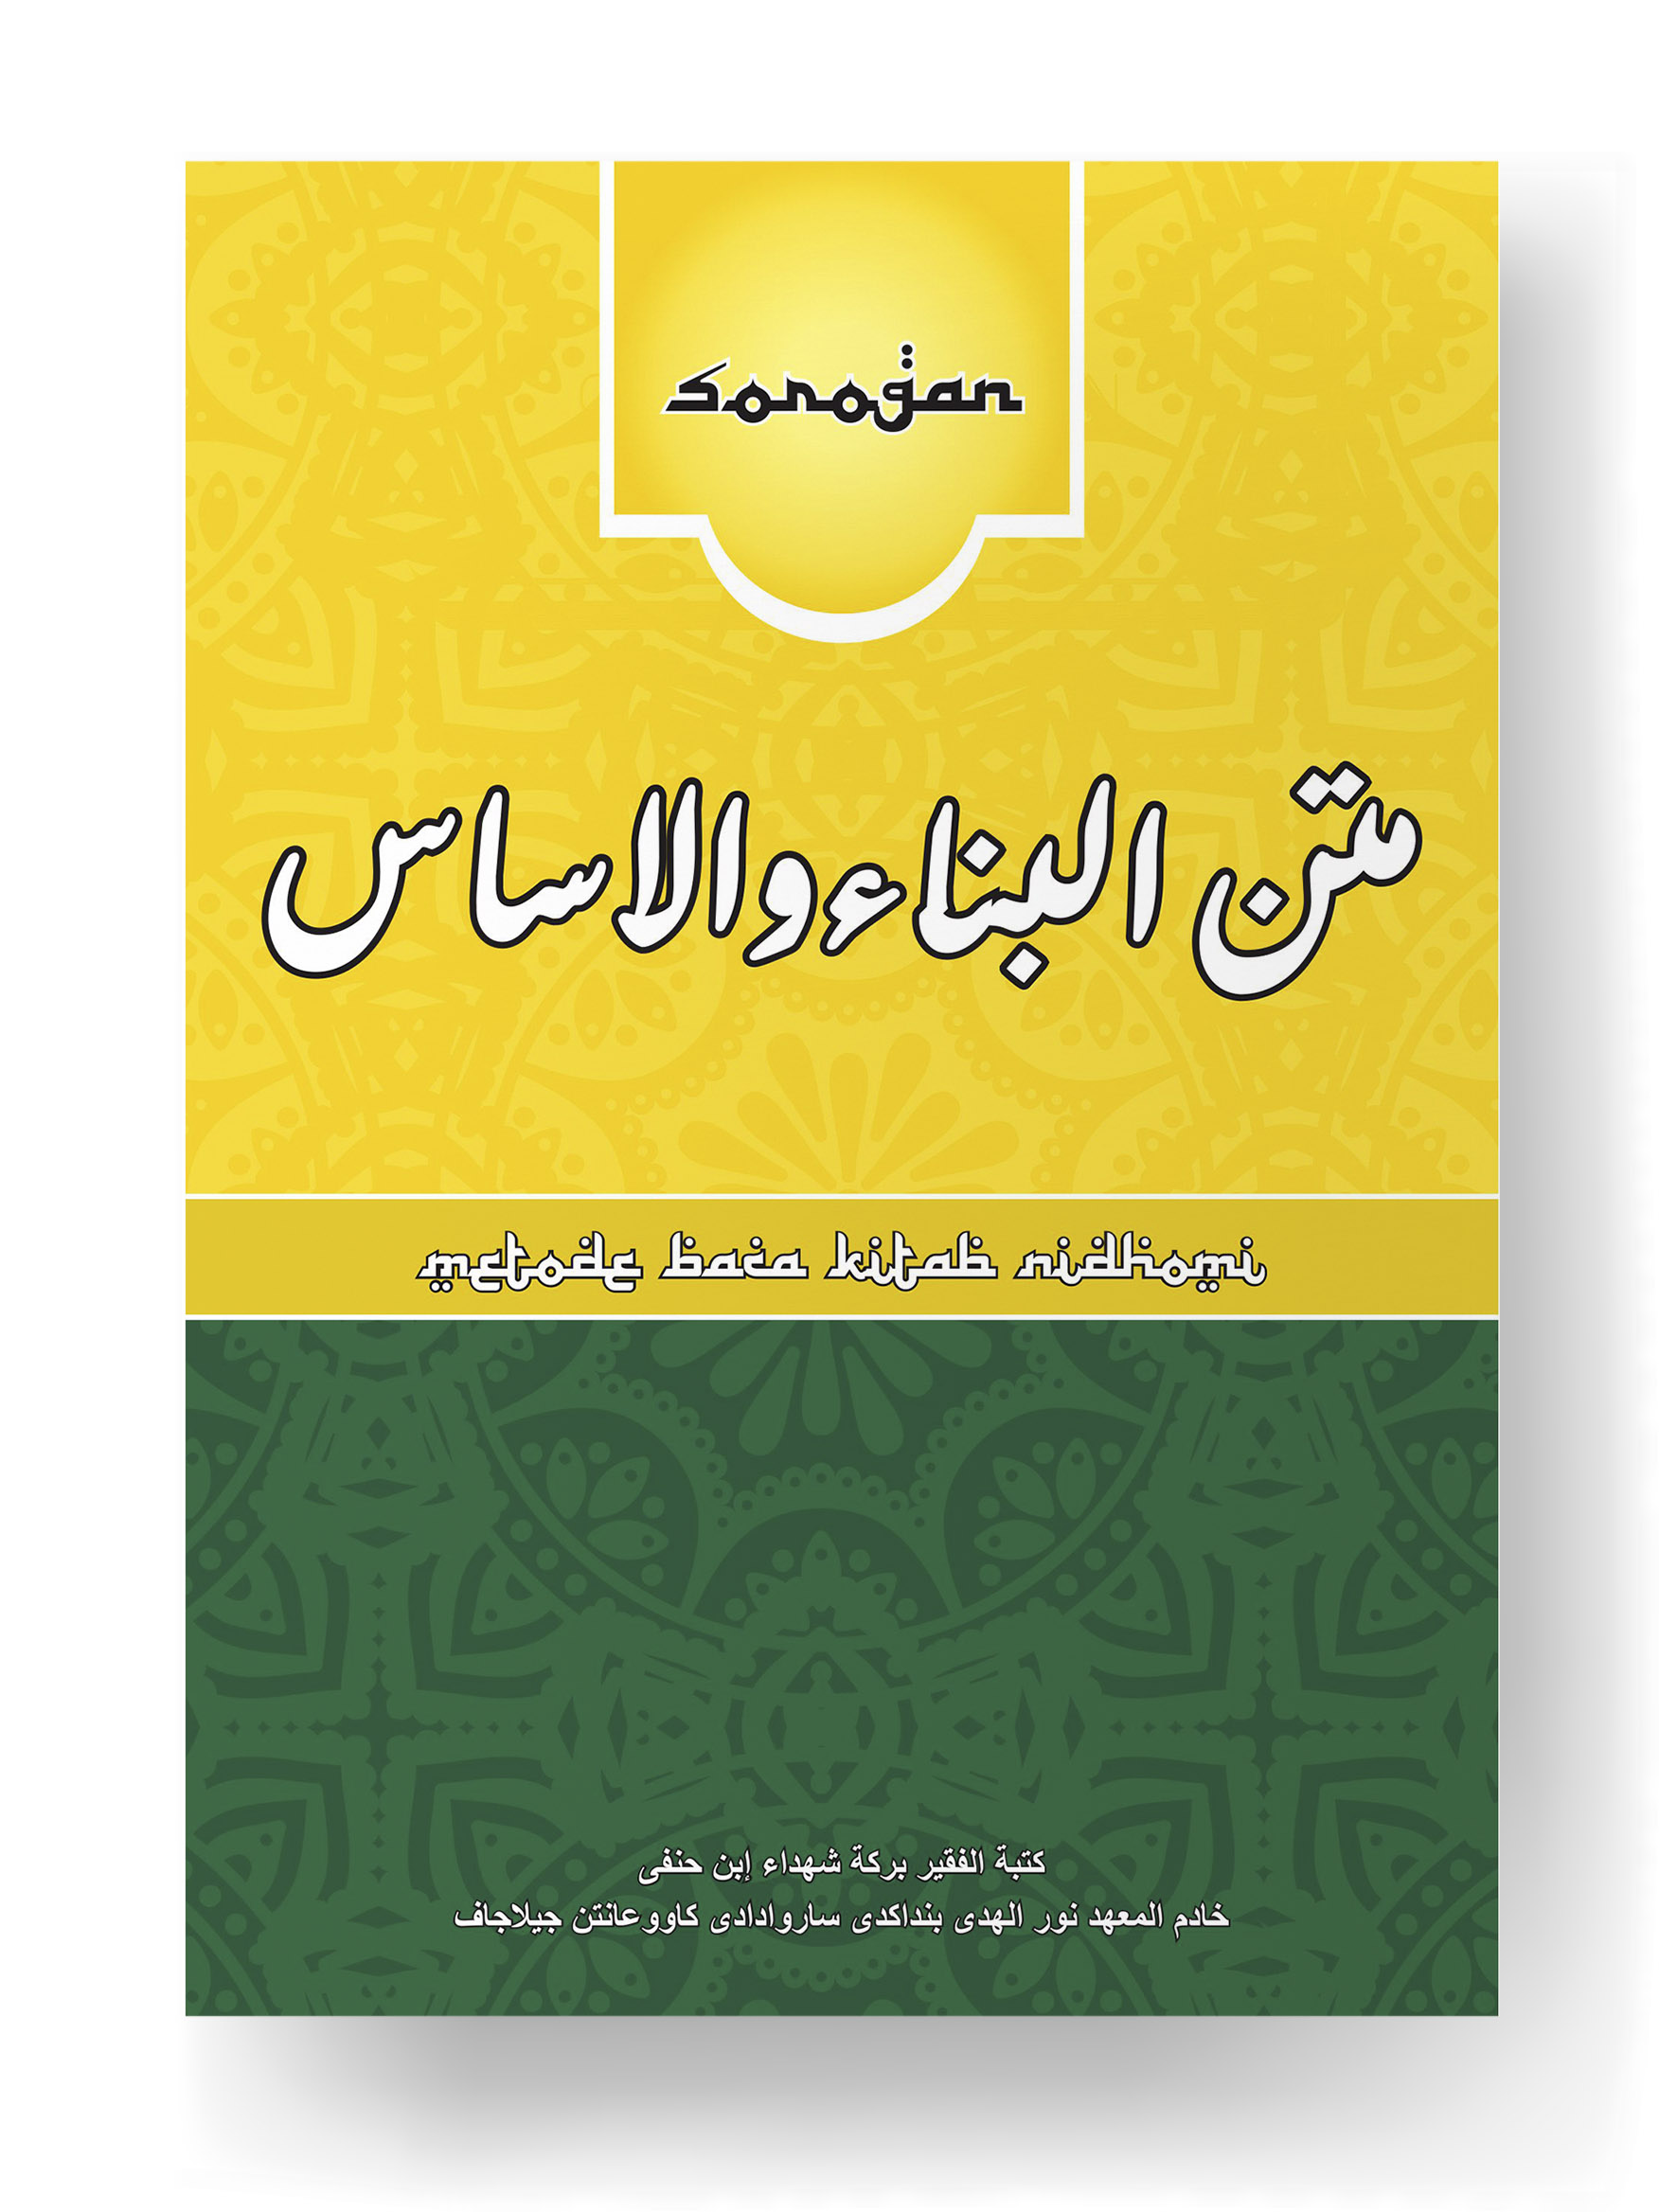 Sorogan
متن البناء والاساس
metode baca kitab nidhomi
كتبة الفقير بركة شهداء إبن حنفى
خادم المعهد نور الهدى بنداكدى ساروادادى كاووعانتن جيلاجاف